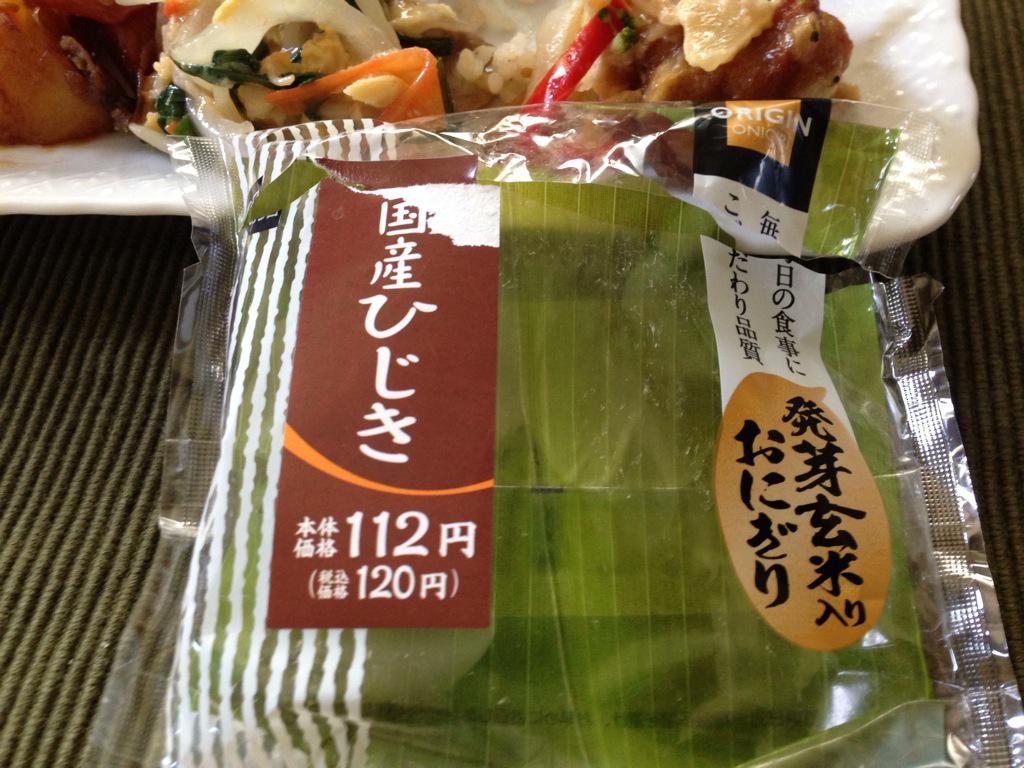 ORIGIN
毎日の食事に
こだわり品質
発芽玄米入り
おにぎり
国産ひじき
本体価格 112円
(税込価格 120円)